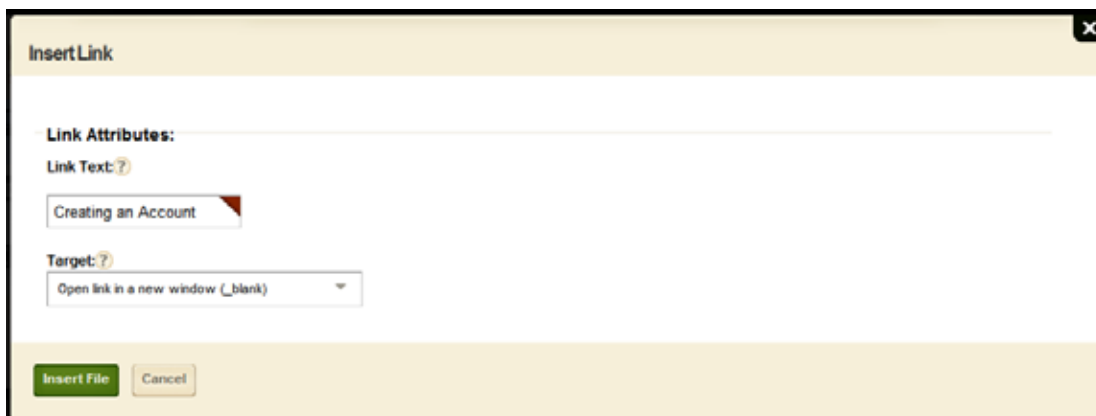 Insert Link
Link Attributes:
Link Text: ?
Creating an Account
Target: ?
Open link in a new window (_blank)
Insert File Cancel